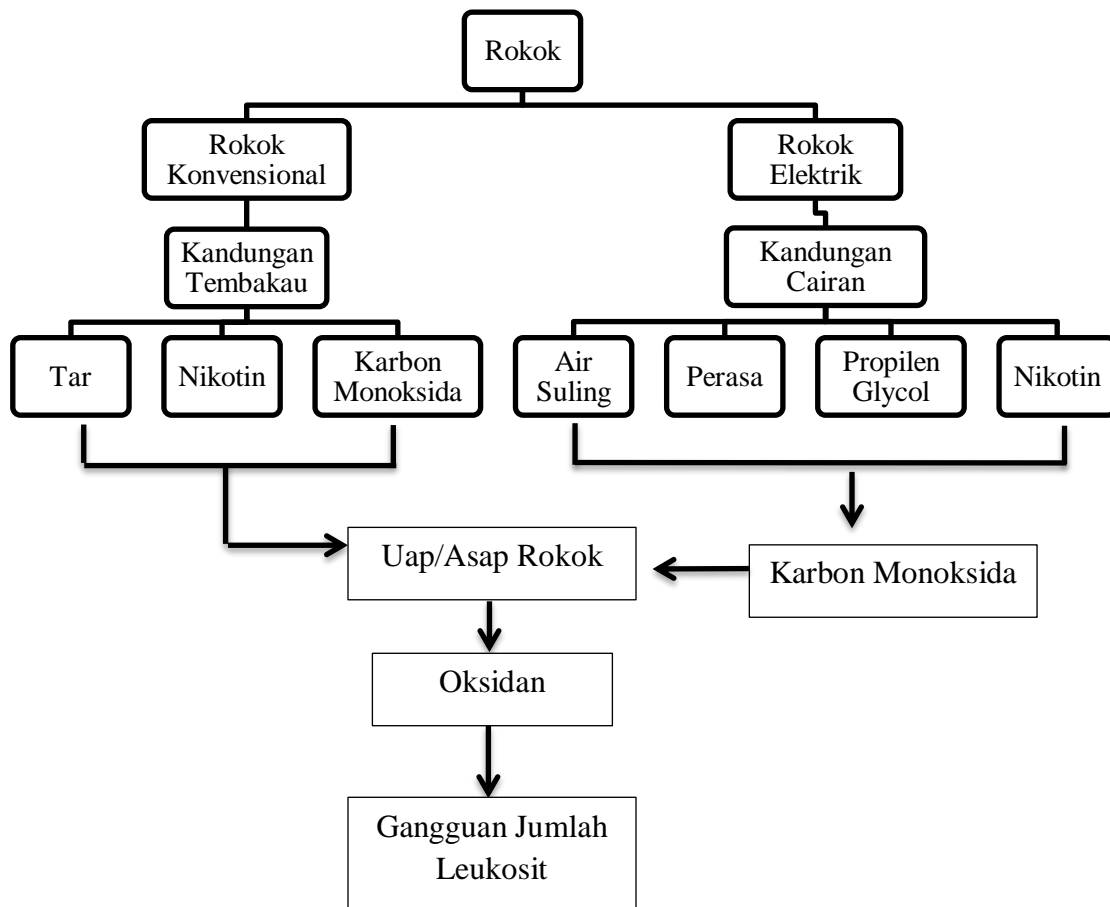 Rokok
Rokok
Konvensional
Rokok
Elektrik
Kandungan
Tembakau
Kandungan
Cairan
Tar
Nikotin
Karbon
Monoksida
Air
Suling
Perasa
Propilen
Glycol
Nikotin
Uap/Asap Rokok
Karbon Monoksida
Oksidan
Gangguan Jumlah
Leukosit